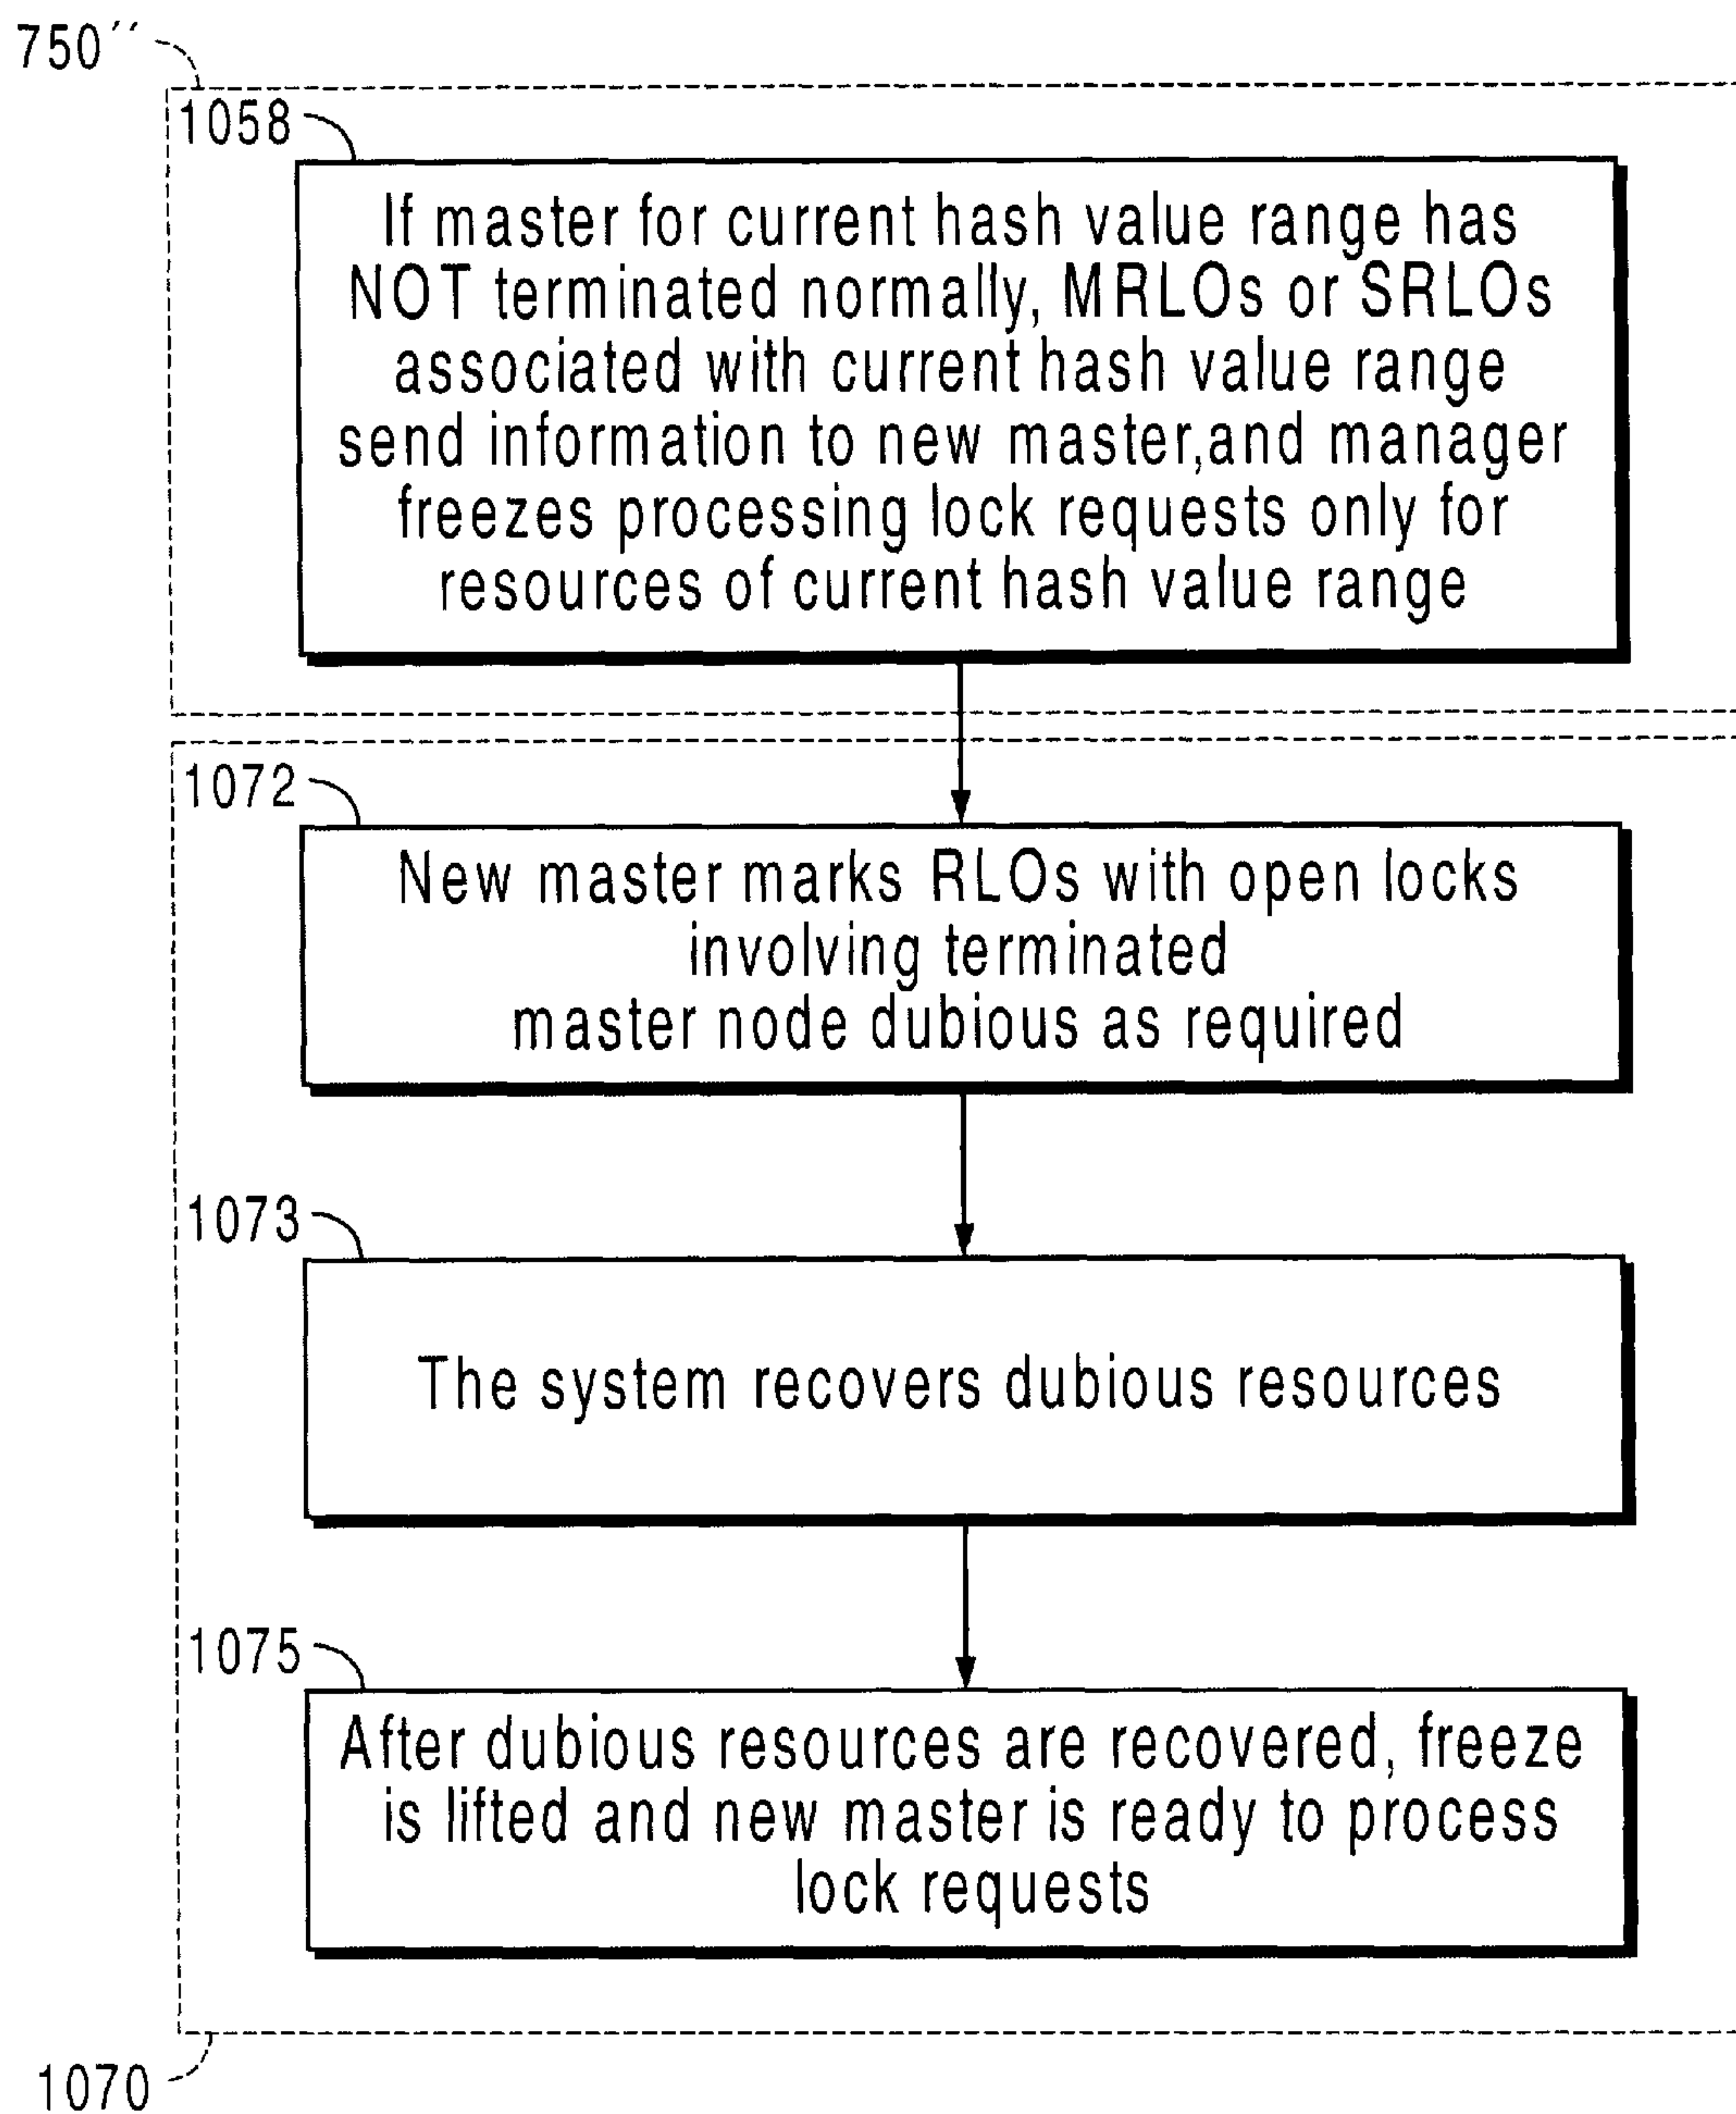 750′′
1058
If master for current hash value range has
NOT terminated normally, MRLOs or SRLOs
associated with current hash value range
send information to new master,and manager
freezes processing lock requests only for
resources of current hash value range
1072
New master marks RLOs with open locks
involving terminated
master node dubious as required
1073
The system recovers dubious resources
1075
After dubious resources are recovered, freeze
is lifted and new master is ready to process
lock requests
1070